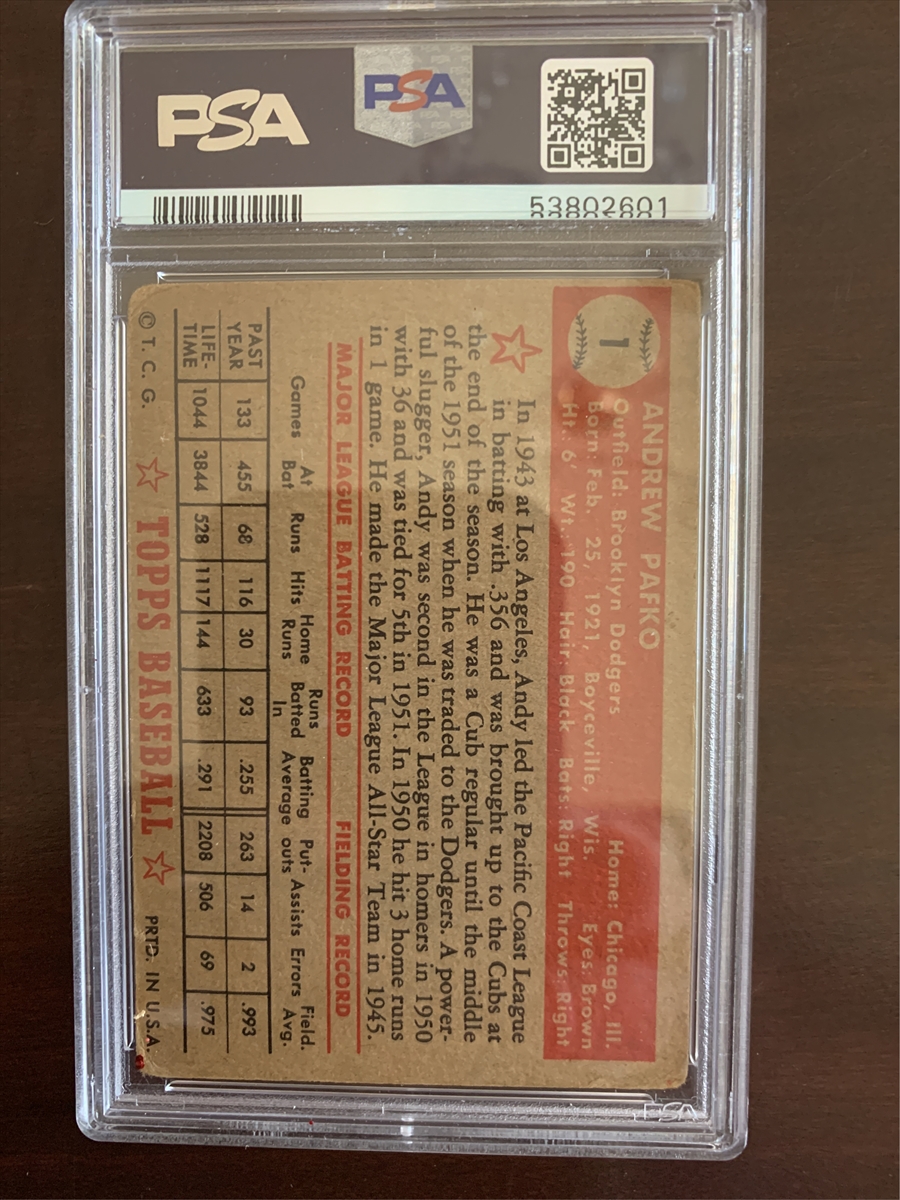 PSA
PSA
53802601
1
ANDREW PAFKO
Outfield: Brooklyn Dodgers Home: Chicago, Ill.
Born: Feb. 25, 1921, Boyceville, Wis. Eyes: Brown
Ht.: 6' Wt.: 190 Hair: Black Bats: Right Throws: Right
In 1943 at Los Angeles, Andy led the Pacific Coast League
in batting with .356 and was brought up to the Cubs at
the end of the season. He was a Cub regular until the middle
of the 1951 season when he was traded to the Dodgers. A power-
ful slugger, Andy was second in the League in homers in 1950
with 36 and was tied for 5th in 1951. In 1950 he hit 3 home runs
in 1 game. He made the Major League All-Star Team in 1945.
MAJOR LEAGUE BATTING RECORD FIELDING RECORD
Games At Bat Runs Hits Home Runs Runs Batted In Batting Average Put-outs Assists Errors Field. Avg.
PAST YEAR 133 455 68 116 30 93 .255 263 14 2 .993
LIFE-TIME 1044 3844 528 1117 144 633 .291 2208 506 69 .975
© T. C. G. TOPPS BASEBALL PRTD. IN U.S.A.
PSA